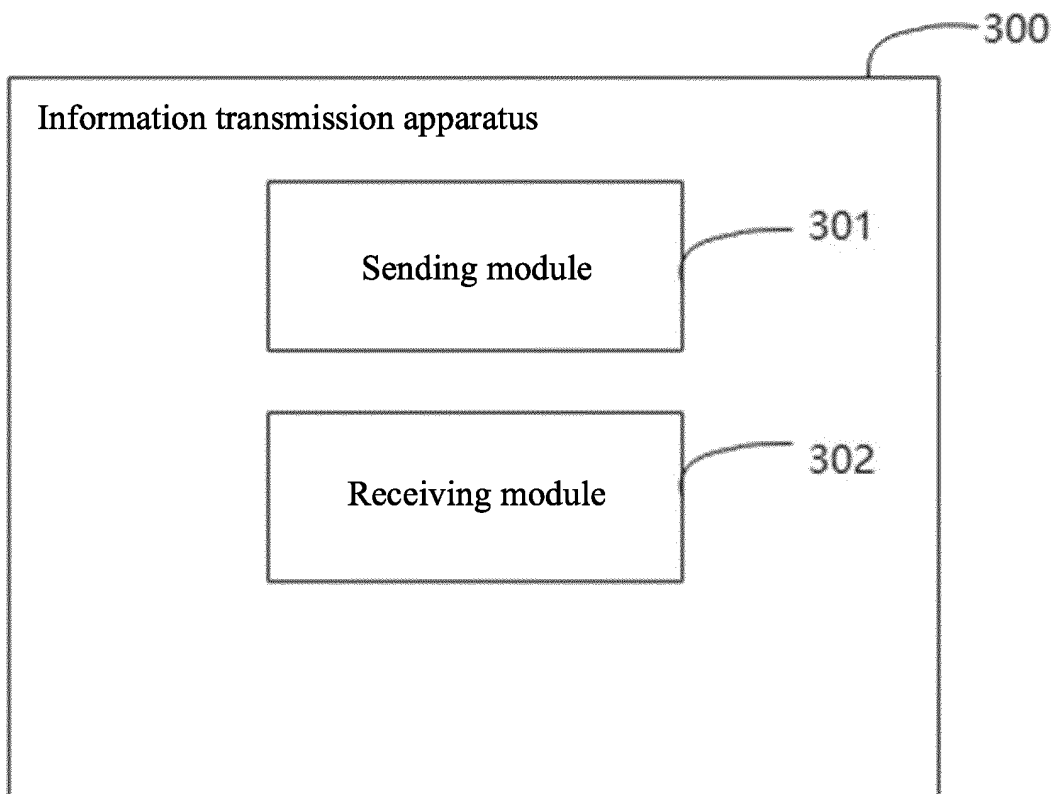 300
Information transmission apparatus
301
Sending module
302
Receiving module